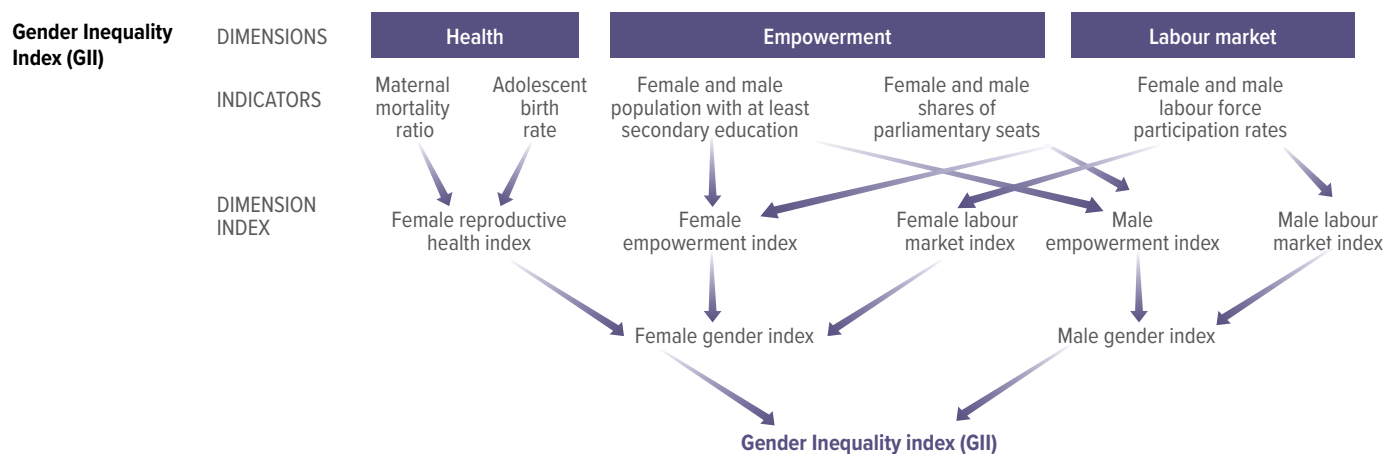 Gender Inequality
Index (GII)
DIMENSIONS
Health
Empowerment
Labour market
INDICATORS
Maternal
mortality
ratio
Adolescent
birth
rate
Female and male
population with at least
secondary education
Female and male
shares of
parliamentary seats
Female and male
labour force
participation rates
DIMENSION
INDEX
Female reproductive
health index
Female
empowerment index
Female labour
market index
Male
empowerment index
Male labour
market index
Female gender index
Male gender index
Gender Inequality index (GII)